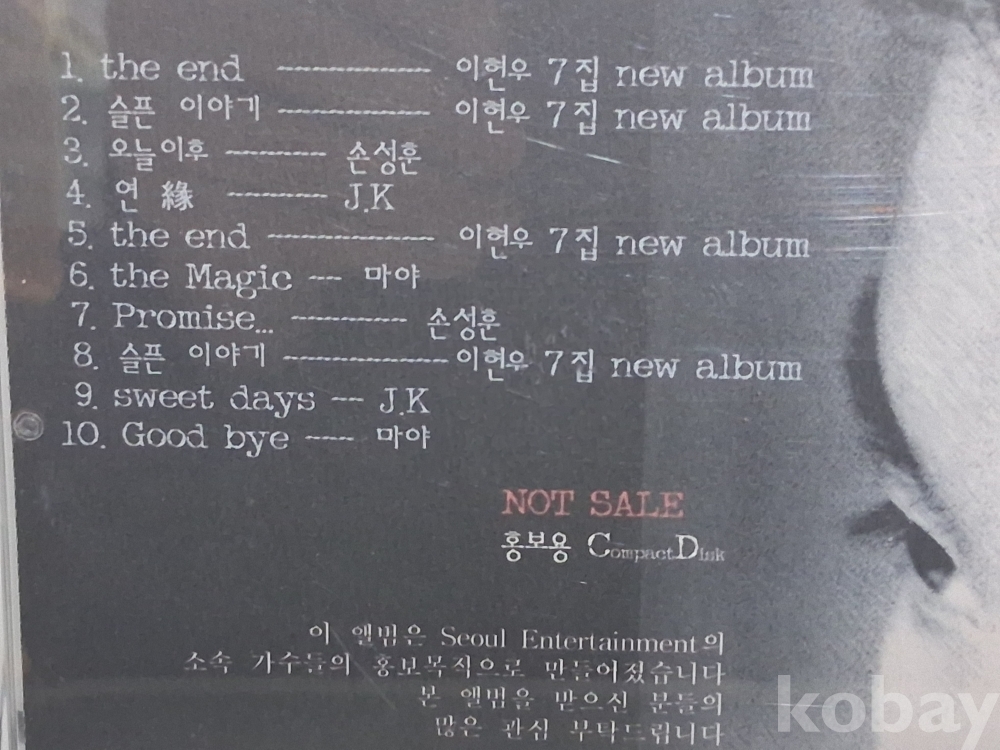 1. the end ---------------- 이현우 7집 new album
2. 슬픈 이야기 ---------------- 이현우 7집 new album
3. 오늘이후 ---------- 손성훈
4. 연 緣 ---------- J.K
5. the end ---------------- 이현우 7집 new album
6. the Magic --- 마야
7. Promise... ------------ 손성훈
8. 슬픈 이야기 ---------------- 이현우 7집 new album
9. sweet days --- J.K
10. Good bye ----- 마야
NOT SALE
홍보용 CompactDisk
이 앨범은 Seoul Entertainment의
소속 가수들의 홍보목적으로 만들어졌습니다
본 앨범을 받으신 분들의
많은 관심 부탁드립니다
kobay